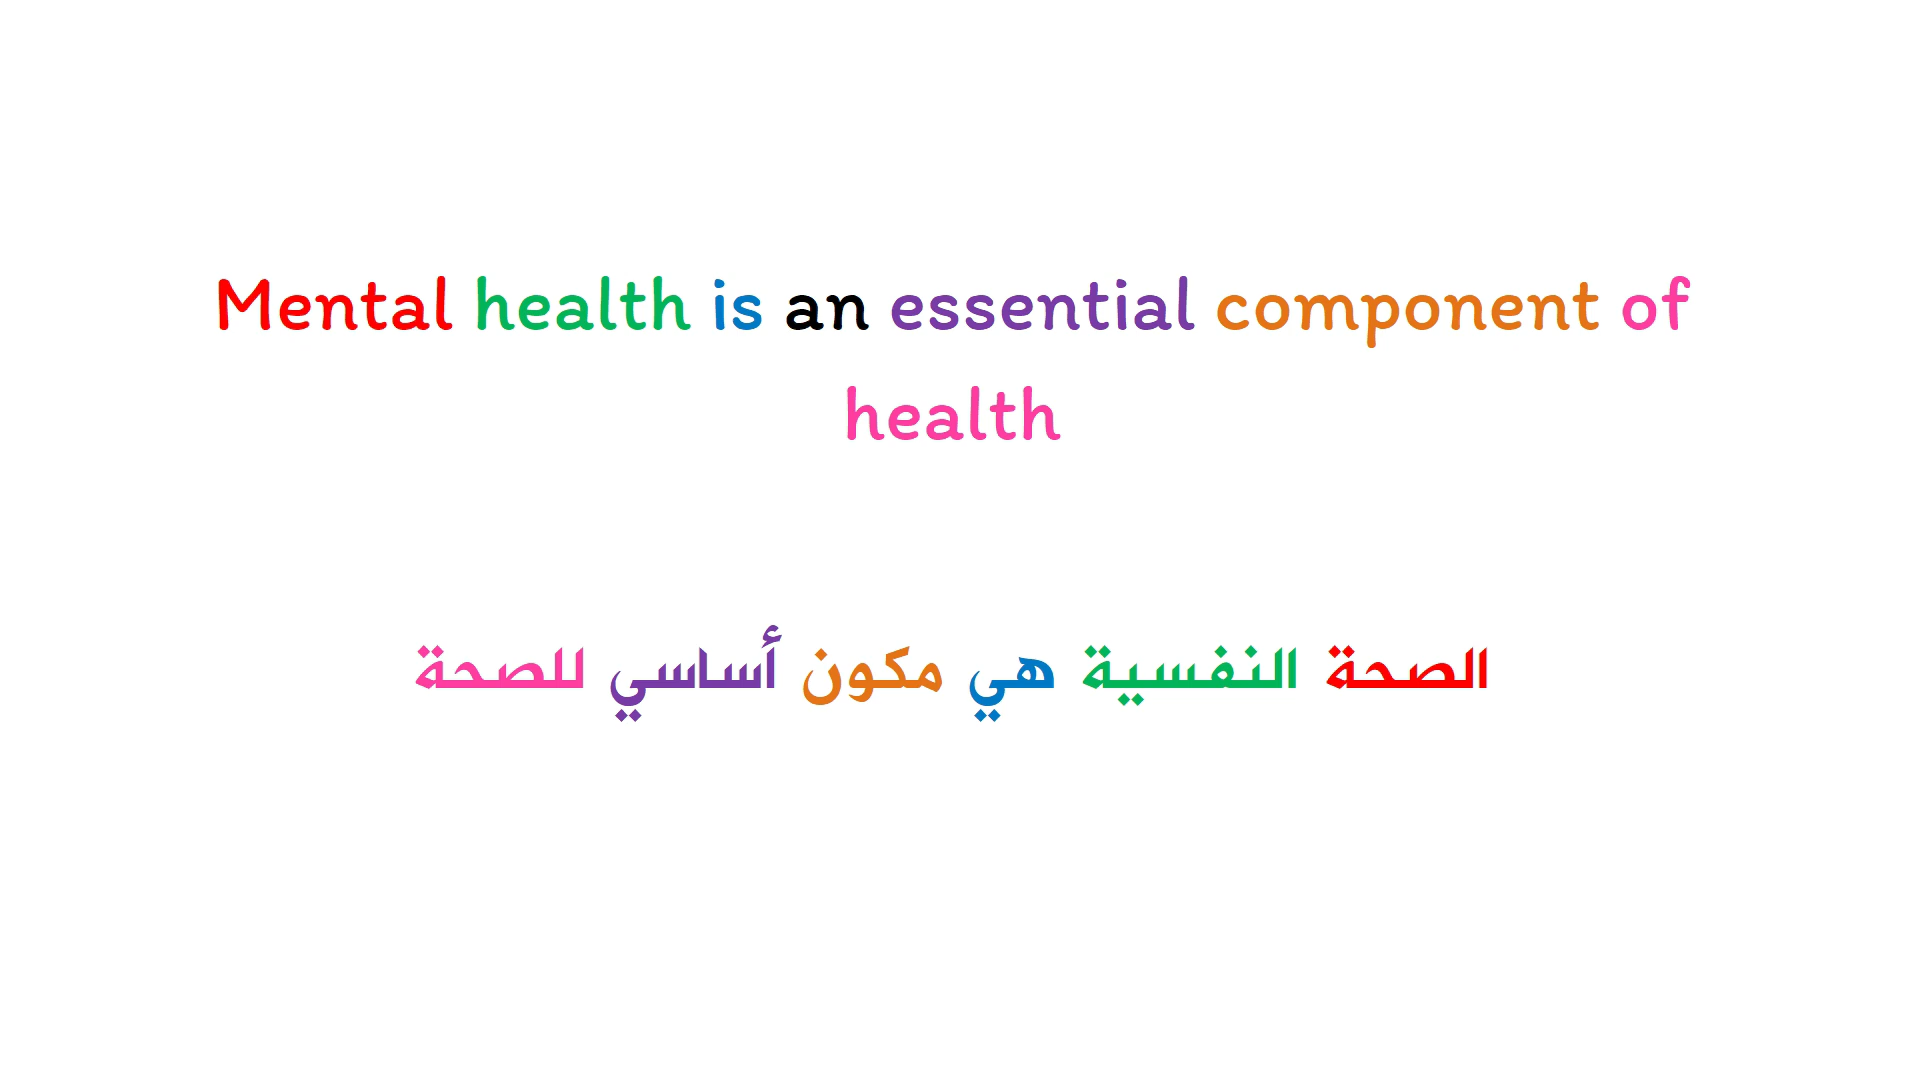 Mental health is an essential component of
health
الصحة النفسية هي مكون أساسي للصحة